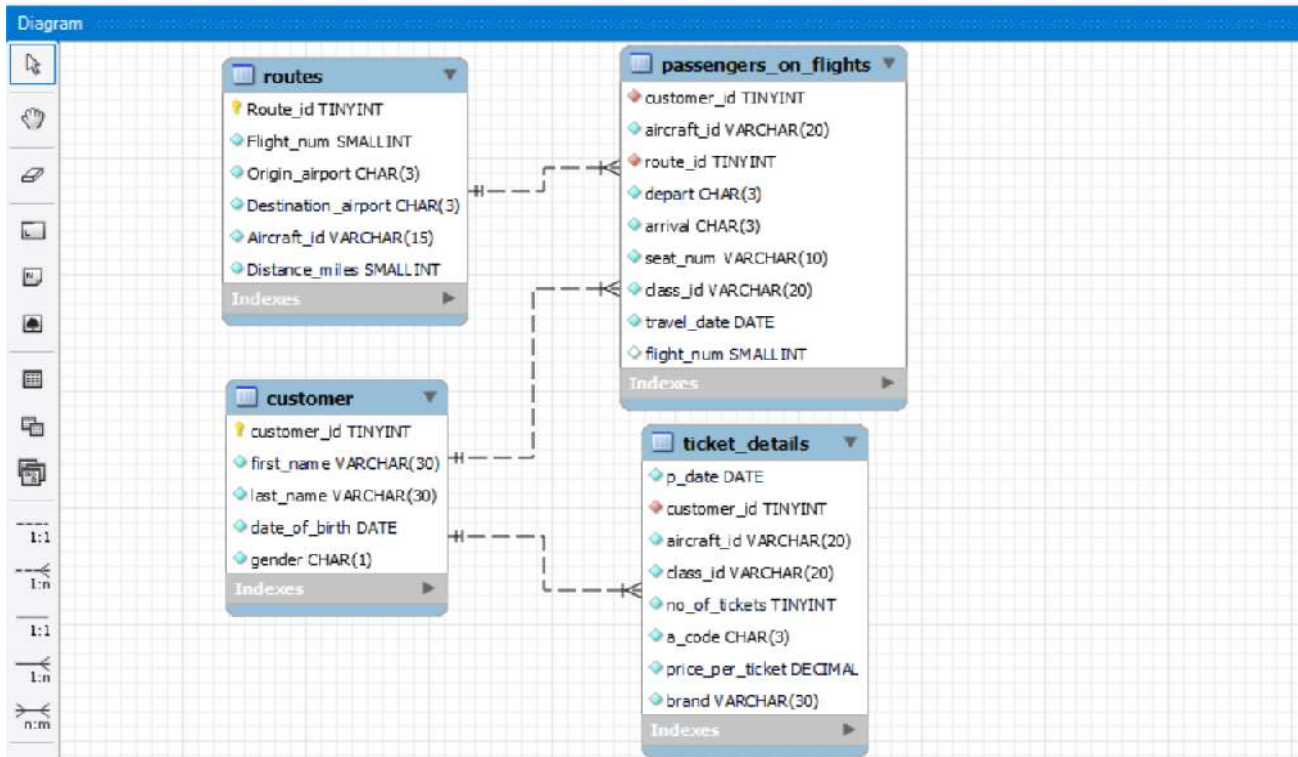 Diagram
routes
Route_id TINYINT
Flight_num SMALLINT
Origin_airport CHAR(3)
Destination_airport CHAR(3)
Aircraft_id VARCHAR(15)
Distance_miles SMALLINT
Indexes
passengers_on_flights
customer_id TINYINT
aircraft_id VARCHAR(20)
route_id TINYINT
depart CHAR(3)
arrival CHAR(3)
seat_num VARCHAR(10)
class_id VARCHAR(20)
travel_date DATE
flight_num SMALLINT
Indexes
customer
customer_id TINYINT
first_name VARCHAR(30)
last_name VARCHAR(30)
date_of_birth DATE
gender CHAR(1)
Indexes
ticket_details
p_date DATE
customer_id TINYINT
aircraft_id VARCHAR(20)
class_id VARCHAR(20)
no_of_tickets TINYINT
a_code CHAR(3)
price_per_ticket DECIMAL
brand VARCHAR(30)
Indexes
1:1
1:n
1:1
1:n
n:m